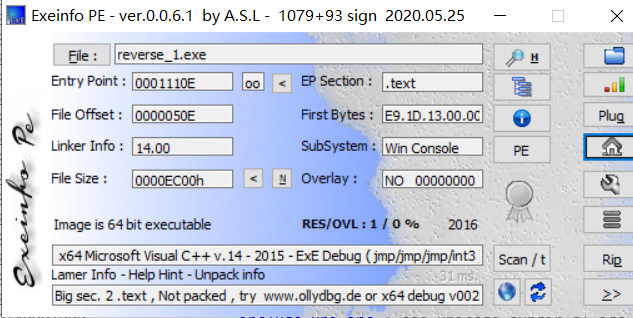 Exeinfo PE - ver.0.0.6.1 by A.S.L - 1079+93 sign 2020.05.25
File : reverse_1.exe H
Entry Point : 0001110E oo < EP Section : .text
File Offset : 0000050E First Bytes : E9.1D.13.00.0C Plug
Linker Info : 14.00 SubSystem : Win Console PE
File Size : 0000EC00h < N Overlay : NO 00000000
Image is 64 bit executable RES/OVL : 1 / 0 % 2016
x64 Microsoft Visual C++ v.14 - 2015 - ExE Debug ( jmp/jmp/jmp/int3 Scan / t Rip
Lamer Info - Help Hint - Unpack info 31 ms.
Big sec. 2 .text , Not packed , try www.ollydbg.de or x64 debug v002 >>
Exeinfo Pe